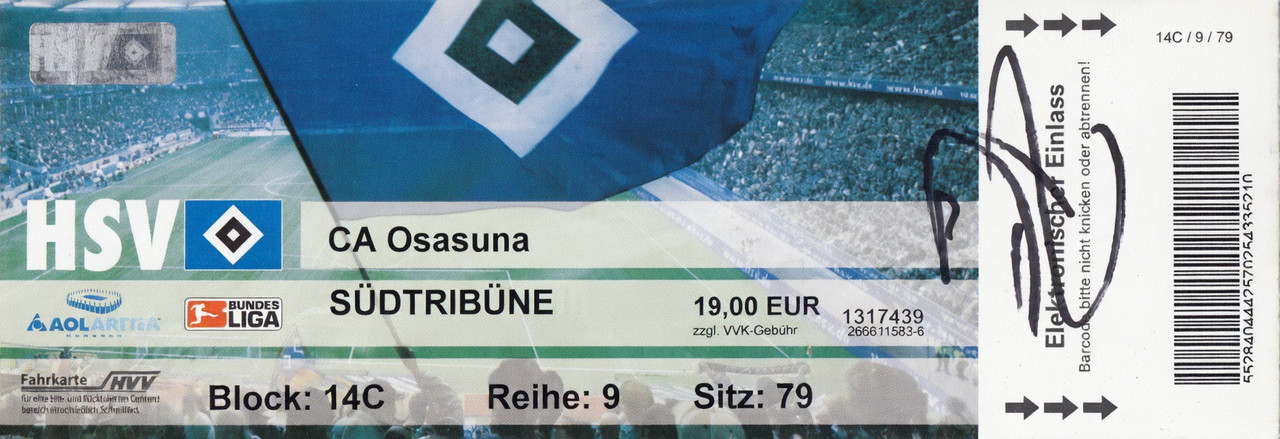 HSV
HSV
CA Osasuna
AOL
BUNDES
LIGA
SÜDTRIBÜNE
19,00 EUR
zzgl. VVK-Gebühr
1317439
266611583-6
Fahrkarte HVV
Block: 14C
Reihe: 9
Sitz: 79
14C / 9 / 79
Elektronischer Einlass
Barcode bitte nicht knicken oder abtrennen!